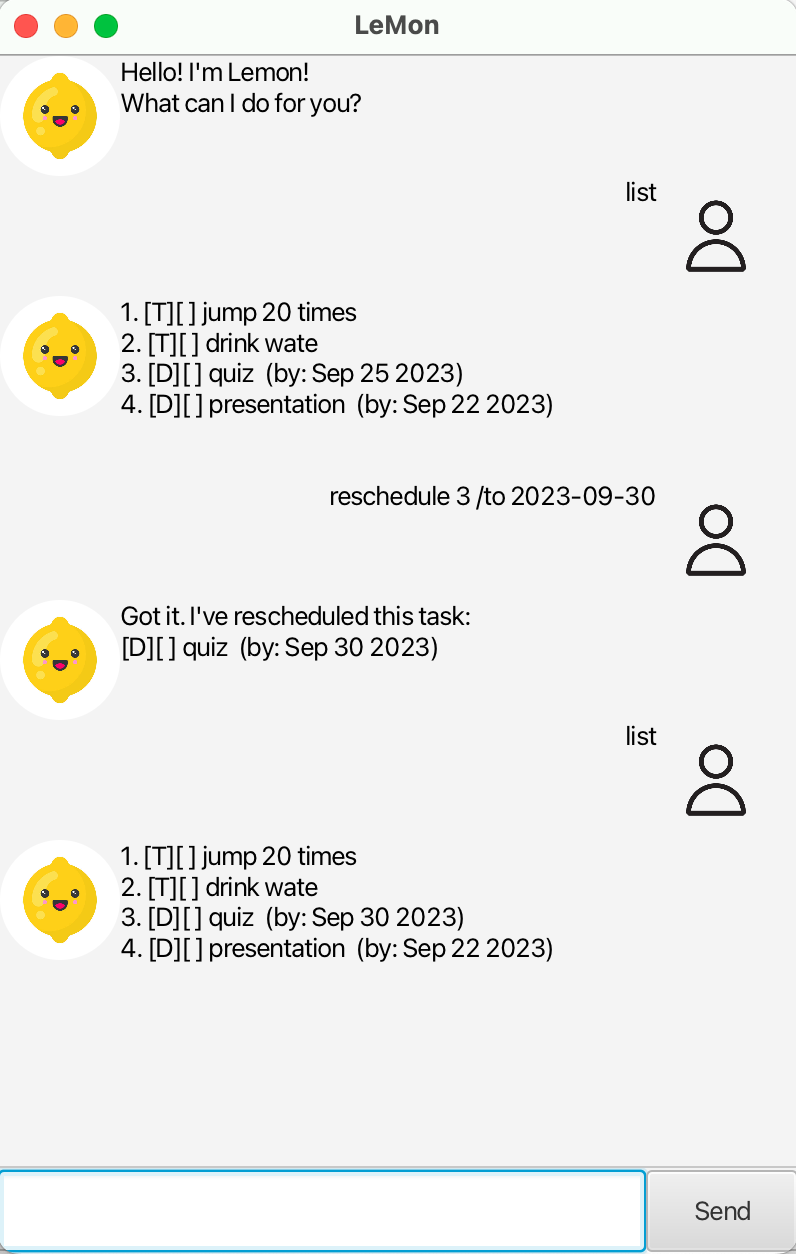 LeMon
Hello! I'm Lemon!
What can I do for you?
list
1. [T][ ] jump 20 times
2. [T][ ] drink wate
3. [D][ ] quiz  (by: Sep 25 2023)
4. [D][ ] presentation  (by: Sep 22 2023)
reschedule 3 /to 2023-09-30
Got it. I've rescheduled this task:
[D][ ] quiz  (by: Sep 30 2023)
list
1. [T][ ] jump 20 times
2. [T][ ] drink wate
3. [D][ ] quiz  (by: Sep 30 2023)
4. [D][ ] presentation  (by: Sep 22 2023)
Send